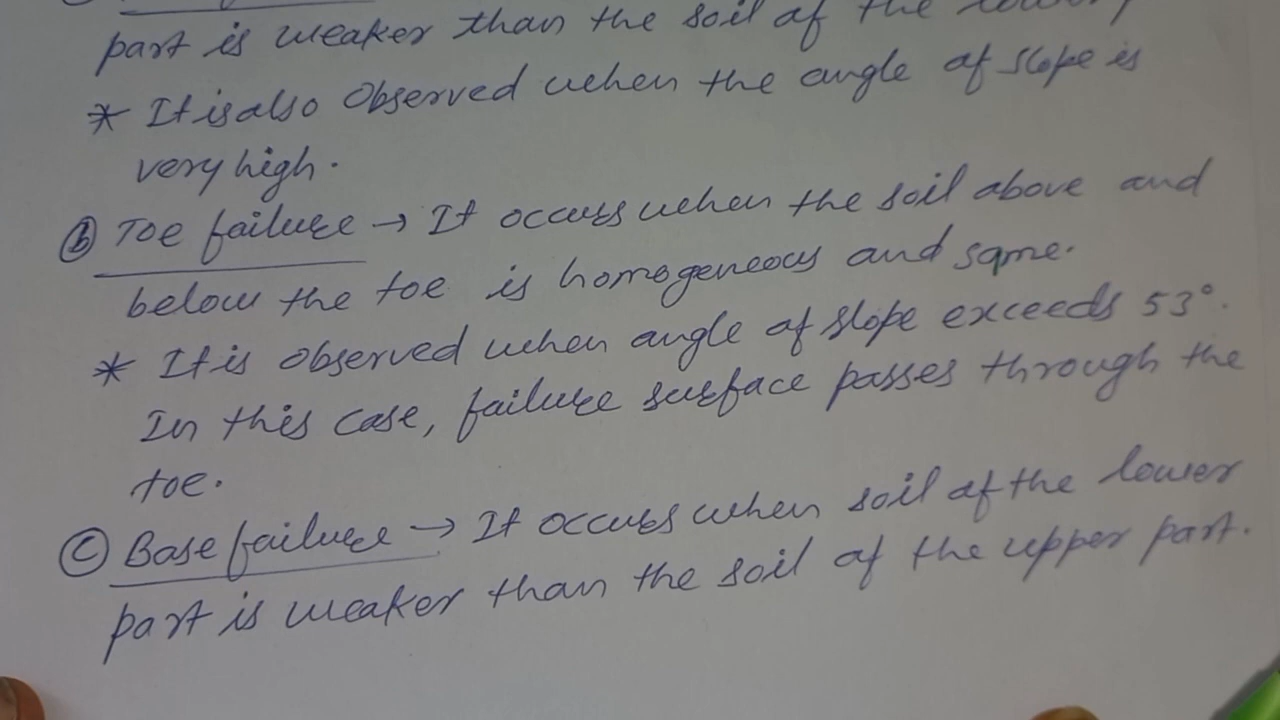 part is weaker than the soil of the lower p
* It is also Observed when the angle of slope is
very high.
(b) Toe failure → It occurs when the soil above and
below the toe is homogeneous and same.
* It is observed when angle of slope exceeds 53°.
In this case, failure surface passes through the
toe.
(C) Base failure → It occurs when soil of the lower
part is weaker than the soil of the upper part.